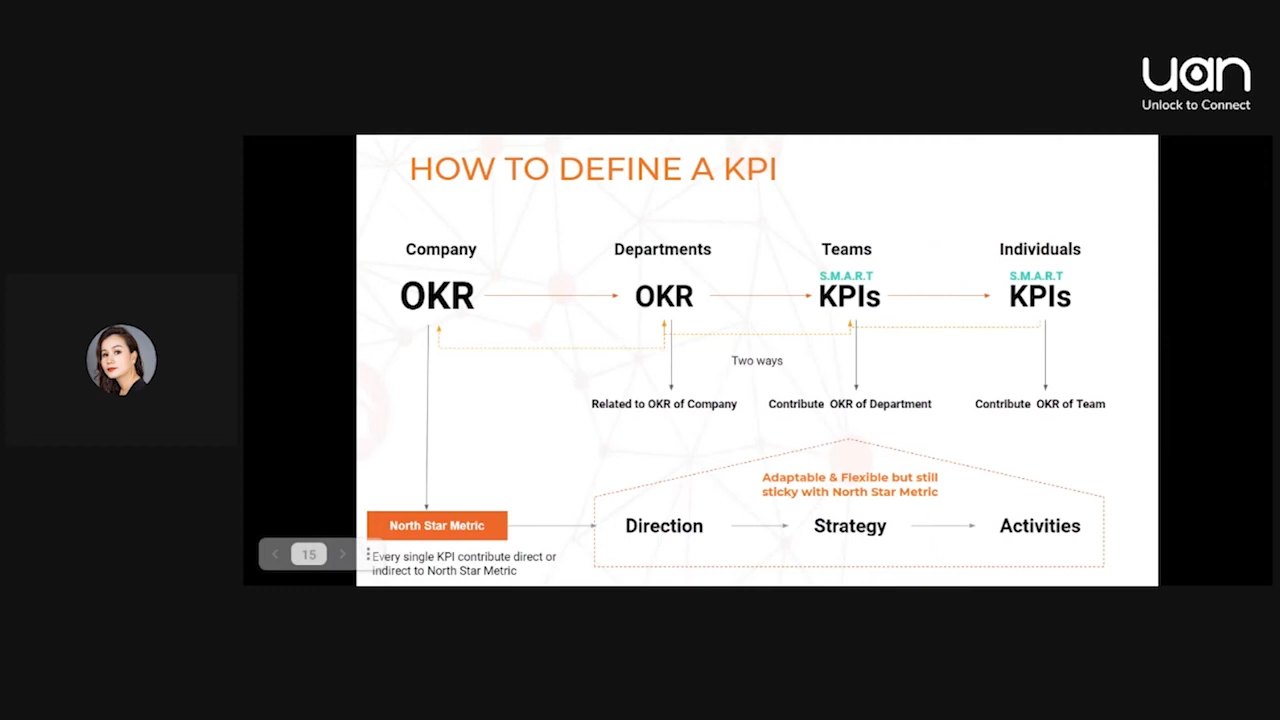 uan
Unlock to Connect
HOW TO DEFINE A KPI
Company
Departments
Teams
Individuals
S.M.A.R.T
S.M.A.R.T
OKR
OKR
KPIs
KPIs
Two ways
Related to OKR of Company
Contribute OKR of Department
Contribute OKR of Team
Adaptable & Flexible but still
sticky with North Star Metric
North Star Metric
Direction
Strategy
Activities
15
Every single KPI contribute direct or
indirect to North Star Metric